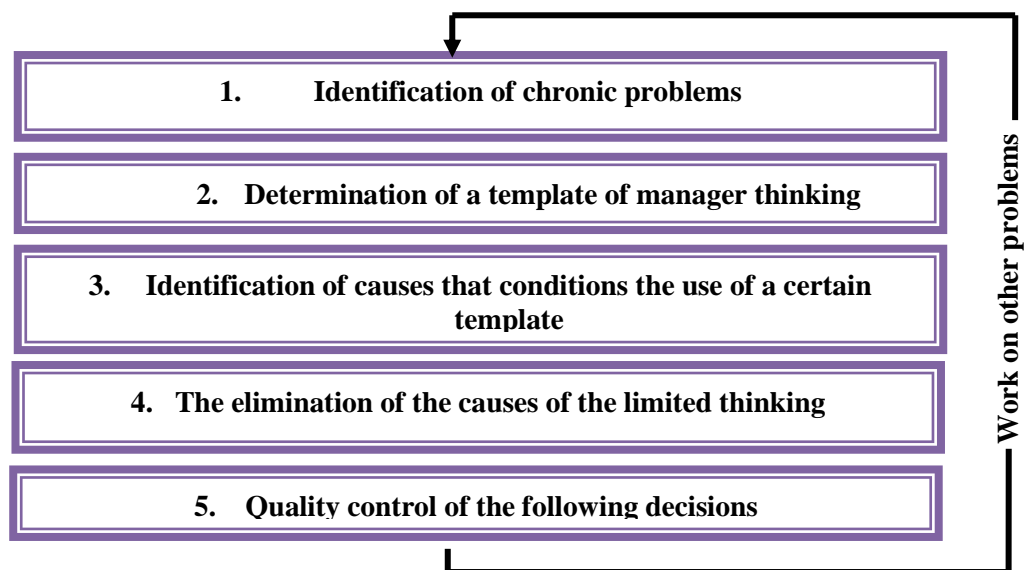 1. Identification of chronic problems
2. Determination of a template of manager thinking
3. Identification of causes that conditions the use of a certain
template
4. The elimination of the causes of the limited thinking
5. Quality control of the following decisions
Work on other problems